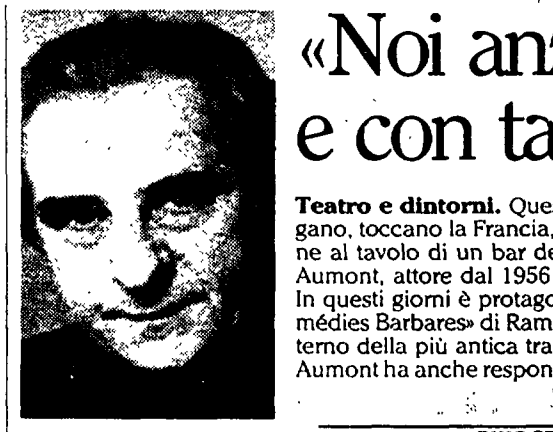 «Noi an
e con ta
Teatro e dintorni. Que
gano, toccano la Francia,
ne al tavolo di un bar de
Aumont, attore dal 1956
In questi giorni è protago
médies Barbares» di Ram
terno della più antica tra
Aumont ha anche respon